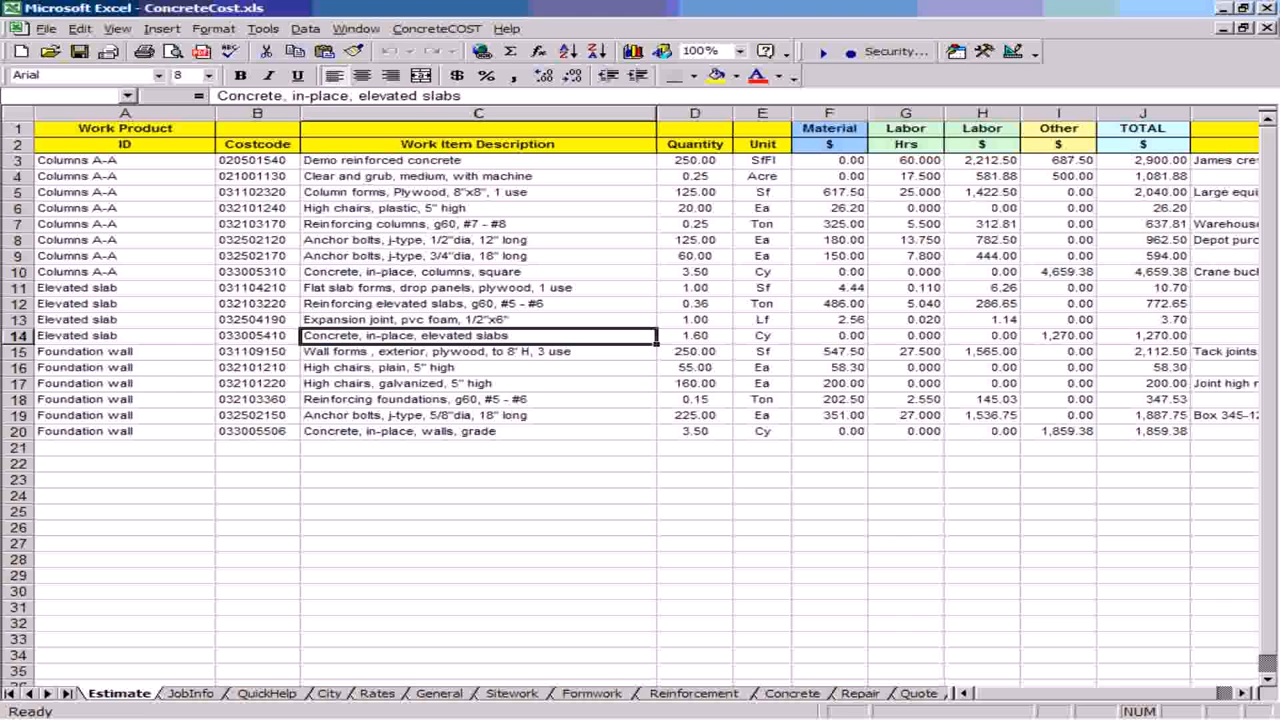 Microsoft Excel - ConcreteCost.xls
File Edit View Insert Format Tools Data Window ConcreteCOST Help
100% Security...
Arial 8 B I U $ % ,
= Concrete, in-place, elevated slabs
A B C D E F G H I J
1 Work Product Material Labor Labor Other TOTAL
2 ID Costcode Work Item Description Quantity Unit $ Hrs $ $ $
3 Columns A-A 020501540 Demo reinforced concrete 250.00 SfFl 0.00 60.000 2,212.50 687.50 2,900.00 James cre
4 Columns A-A 021001130 Clear and grub, medium, with machine 0.25 Acre 0.00 17.500 581.88 500.00 1,081.88
5 Columns A-A 031102320 Column forms, Plywood, 8"x8", 1 use 125.00 Sf 617.50 25.000 1,422.50 0.00 2,040.00 Large equi
6 Columns A-A 032101240 High chairs, plastic, 5" high 20.00 Ea 26.20 0.000 0.00 0.00 26.20
7 Columns A-A 032103170 Reinforcing columns, g60, #7 - #8 0.25 Ton 325.00 5.500 312.81 0.00 637.81 Warehouse
8 Columns A-A 032502120 Anchor bolts, j-type, 1/2"dia, 12" long 125.00 Ea 180.00 13.750 782.50 0.00 962.50 Depot purc
9 Columns A-A 032502170 Anchor bolts, j-type, 3/4"dia, 18" long 60.00 Ea 150.00 7.800 444.00 0.00 594.00
10 Columns A-A 033005310 Concrete, in-place, columns, square 3.50 Cy 0.00 0.000 0.00 4,659.38 4,659.38 Crane buc
11 Elevated slab 031104210 Flat slab forms, drop panels, plywood, 1 use 1.00 Sf 4.44 0.110 6.26 0.00 10.70
12 Elevated slab 032103220 Reinforcing elevated slabs, g60, #5 - #6 0.36 Ton 486.00 5.040 286.65 0.00 772.65
13 Elevated slab 032504190 Expansion joint, pvc foam, 1/2"x6" 1.00 Lf 2.56 0.020 1.14 0.00 3.70
14 Elevated slab 033005410 Concrete, in-place, elevated slabs 1.60 Cy 0.00 0.000 0.00 1,270.00 1,270.00
15 Foundation wall 031109150 Wall forms , exterior, plywood, to 8' H, 3 use 250.00 Sf 547.50 27.500 1,565.00 0.00 2,112.50 Tack joints.
16 Foundation wall 032101210 High chairs, plain, 5" high 55.00 Ea 58.30 0.000 0.00 0.00 58.30
17 Foundation wall 032101220 High chairs, galvanized, 5" high 160.00 Ea 200.00 0.000 0.00 0.00 200.00 Joint high r
18 Foundation wall 032103360 Reinforcing foundations, g60, #5 - #6 0.15 Ton 202.50 2.550 145.03 0.00 347.53
19 Foundation wall 032502150 Anchor bolts, j-type, 5/8"dia, 18" long 225.00 Ea 351.00 27.000 1,536.75 0.00 1,887.75 Box 345-12
20 Foundation wall 033005506 Concrete, in-place, walls, grade 3.50 Cy 0.00 0.000 0.00 1,859.38 1,859.38
21
22
23
24
25
26
27
28
29
30
31
32
33
34
35
Estimate JobInfo QuickHelp City Rates General Sitework Formwork Reinforcement Concrete Repair Quote
Ready NUM